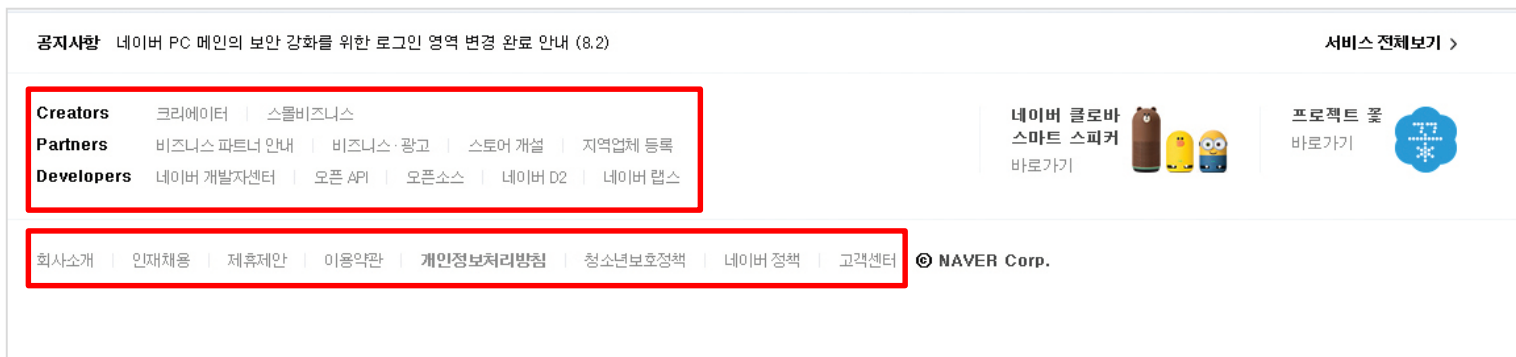 공지사항 네이버 PC 메인의 보안 강화를 위한 로그인 영역 변경 완료 안내 (8.2) 서비스 전체보기 >
Creators 크리에이터 | 스몰비즈니스
Partners 비즈니스 파트너 안내 | 비즈니스·광고 | 스토어 개설 | 지역업체 등록
Developers 네이버 개발자센터 | 오픈 API | 오픈소스 | 네이버 D2 | 네이버 랩스
네이버 클로바
스마트 스피커
바로가기
프로젝트 꽃
바로가기
회사소개 | 인재채용 | 제휴제안 | 이용약관 | 개인정보처리방침 | 청소년보호정책 | 네이버 정책 | 고객센터 © NAVER Corp.